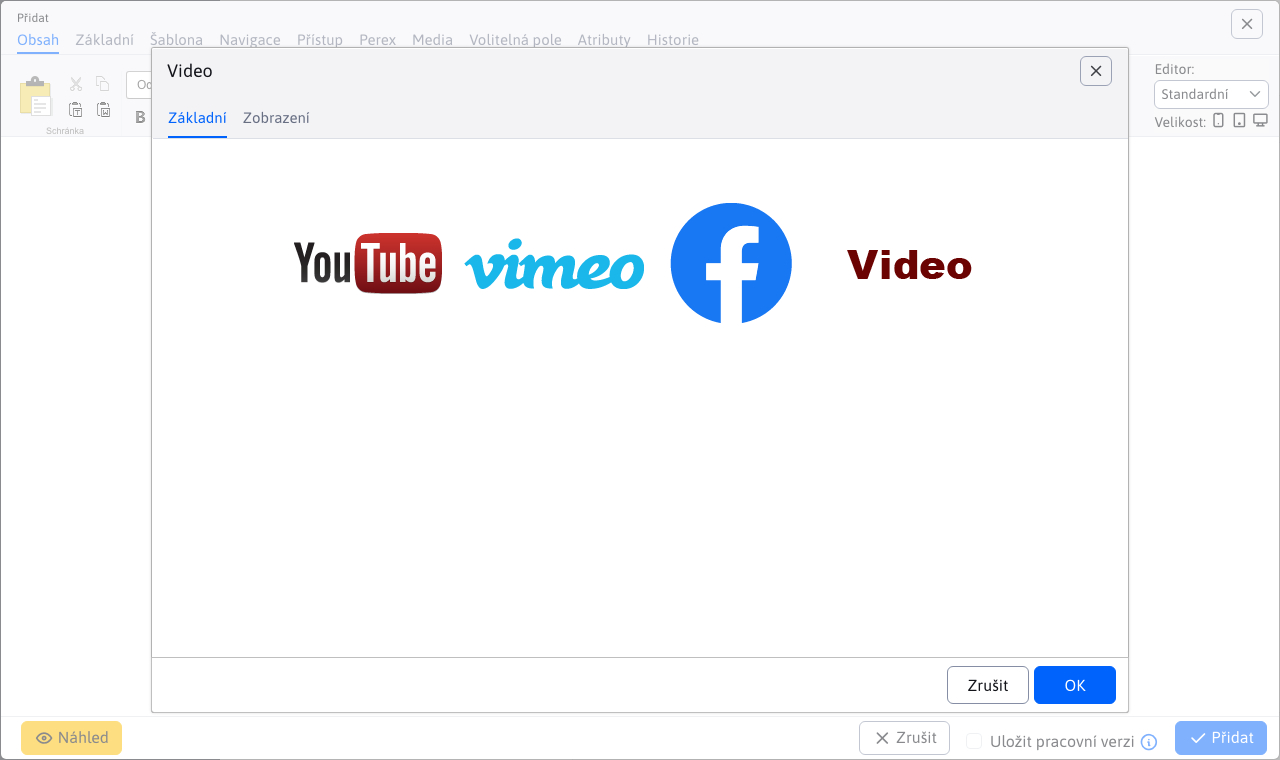 Přidat
Obsah Základní Šablona Navigace Přístup Perex Media Volitelná pole Atributy Historie
Video
Základní Zobrazení
Schránka
B
Editor:
Standardní
Velikost:
YouTube vimeo Video
Zrušit OK
Náhled Zrušit Uložit pracovní verzi Přidat